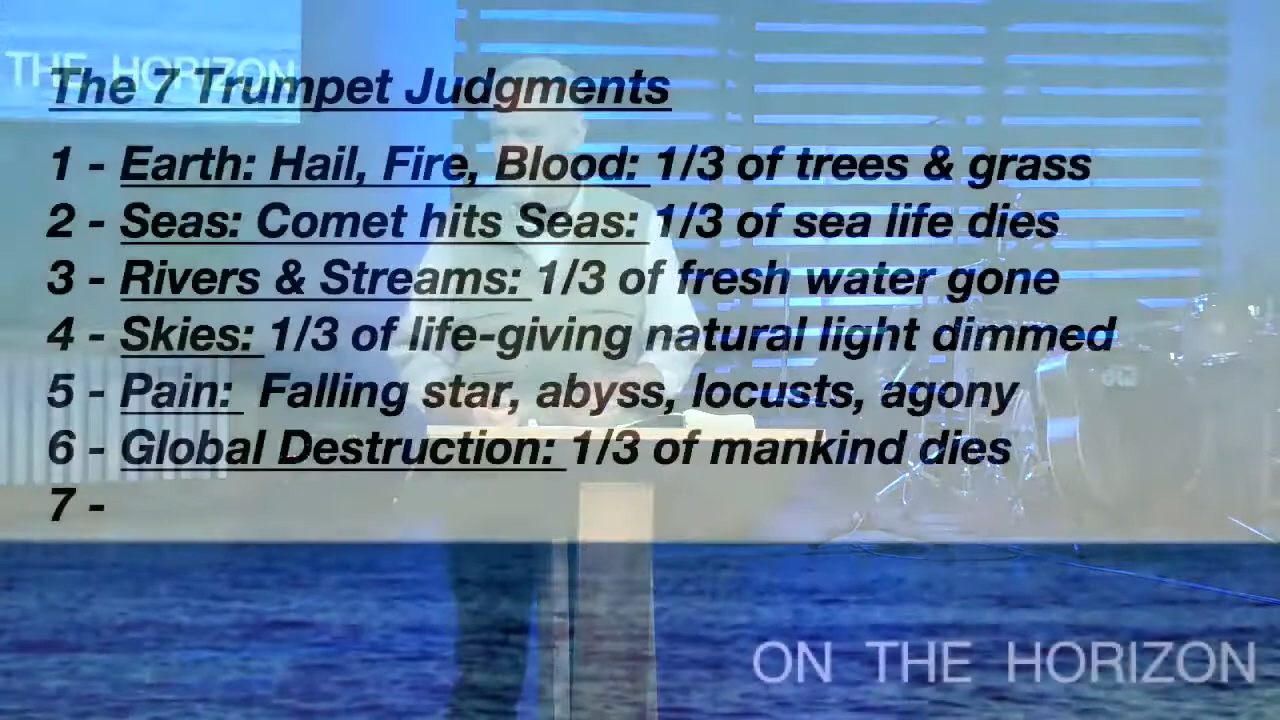 THE HORIZON
The 7 Trumpet Judgments
1 - Earth: Hail, Fire, Blood: 1/3 of trees & grass
2 - Seas: Comet hits Seas: 1/3 of sea life dies
3 - Rivers & Streams: 1/3 of fresh water gone
4 - Skies: 1/3 of life-giving natural light dimmed
5 - Pain: Falling star, abyss, locusts, agony
6 - Global Destruction: 1/3 of mankind dies
7 -
ON THE HORIZON